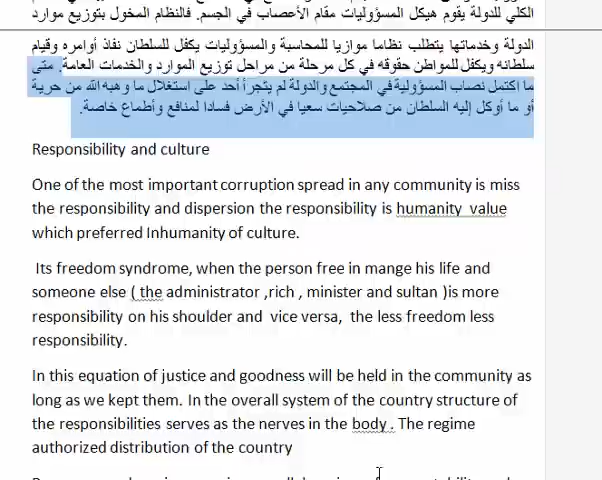 الكلي للدولة يقوم هيكل المسؤوليات مقام الأعصاب في الجسم. فالنظام المخول بتوزيع موارد
الدولة وخدماتها يتطلب نظاما موازيا للمحاسبة والمسؤوليات يكفل للسلطان نفاذ أوامره وقيام
سلطانه ويكفل للمواطن حقوقه في كل مرحلة من مراحل توزيع الموارد والخدمات العامة. متى
ما اكتمل نصاب المسؤولية في المجتمع والدولة لم يتجرأ أحد على استغلال ما وهبه الله من حرية
أو ما أوكل إليه السلطان من صلاحيات سعيا في الأرض فسادا لمنافع وأطماع خاصة.
Responsibility and culture
One of the most important corruption spread in any community is miss
the responsibility and dispersion the responsibility is humanity value
which preferred Inhumanity of culture.
Its freedom syndrome, when the person free in mange his life and
someone else ( the administrator ,rich , minister and sultan )is more
responsibility on his shoulder and vice versa, the less freedom less
responsibility.
In this equation of justice and goodness will be held in the community as
long as we kept them. In the overall system of the country structure of
the responsibilities serves as the nerves in the body . The regime
authorized distribution of the country